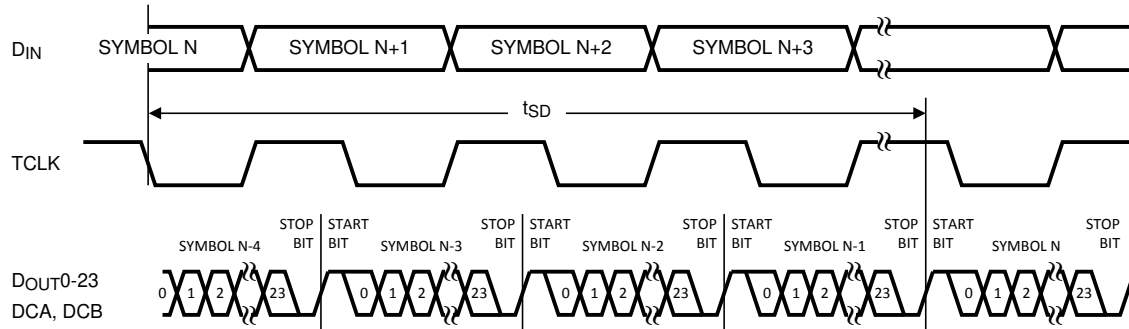 DIN
SYMBOL N SYMBOL N+1 SYMBOL N+2 SYMBOL N+3
tSD
TCLK
STOP BIT START BIT STOP BIT START BIT STOP BIT START BIT STOP BIT START BIT STOP BIT
SYMBOL N-4 SYMBOL N-3 SYMBOL N-2 SYMBOL N-1 SYMBOL N
DOUT0-23
DCA, DCB
0 1 2 23 0 1 2 23 0 1 2 23 0 1 2 23 0 1 2 23